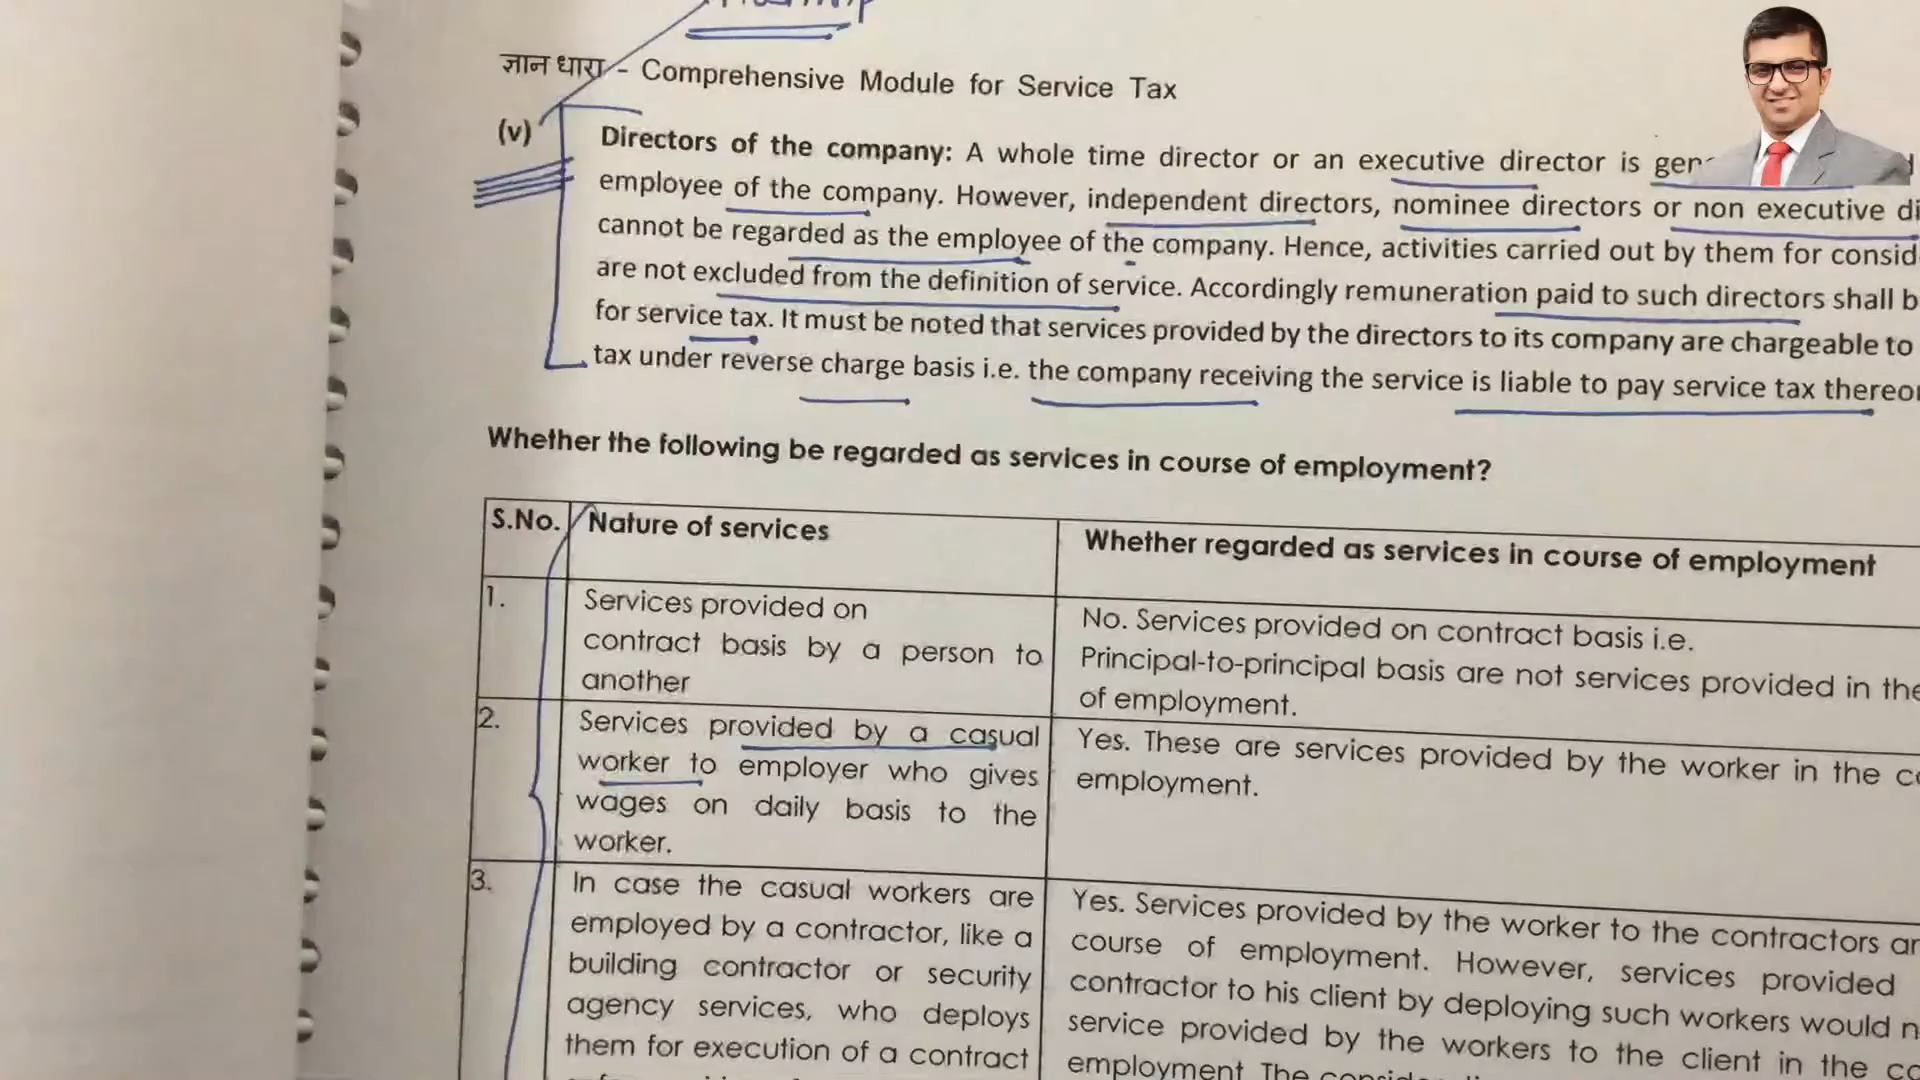 ज्ञान धारा - Comprehensive Module for Service Tax
(v) Directors of the company: A whole time director or an executive director is
employee of the company. However, independent directors, nominee directors or non executive
cannot be regarded as the employee of the company. Hence, activities carried out by them for
are not excluded from the definition of service. Accordingly remuneration paid to such directors shall
for service tax. It must be noted that services provided by the directors to its company are chargeable to
tax under reverse charge basis i.e. the company receiving the service is liable to pay service tax
Whether the following be regarded as services in course of employment?
S.No. Nature of services Whether regarded as services in course of employment
1.
Services provided on
contract basis by a person to
another
No. Services provided on contract basis i.e.
Principal-to-principal basis are not services provided in the
of employment.
2.
Services provided by a casual
worker to employer who gives
wages on daily basis to the
worker.
Yes. These are services provided by the worker in the
employment.
3.
In case the casual workers are
employed by a contractor, like a
building contractor or security
agency services, who deploys
them for execution of a contract
Yes. Services provided by the worker to the contractors
course of employment. However, services provided
contractor to his client by deploying such workers would
service provided by the workers to the client in the
employment The